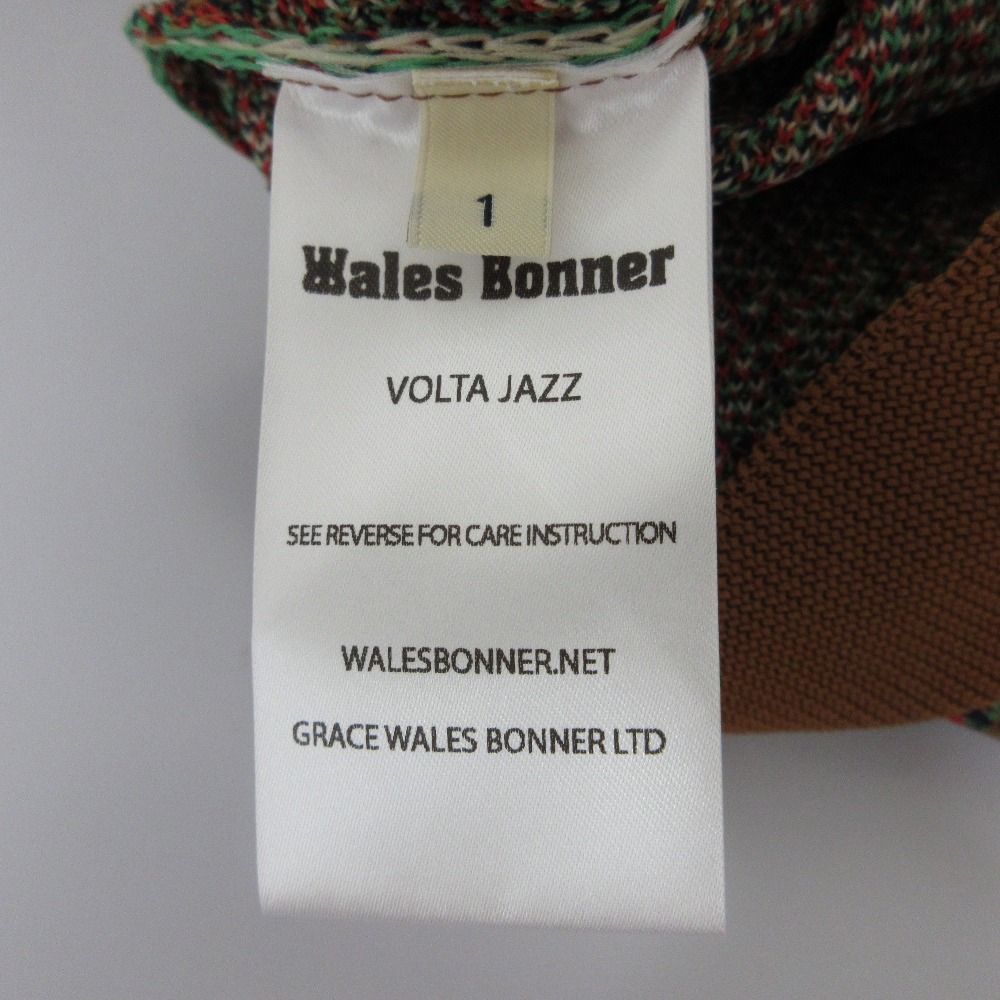 1
Wales Bonner
VOLTA JAZZ
SEE REVERSE FOR CARE INSTRUCTION
WALESBONNER.NET
GRACE WALES BONNER LTD